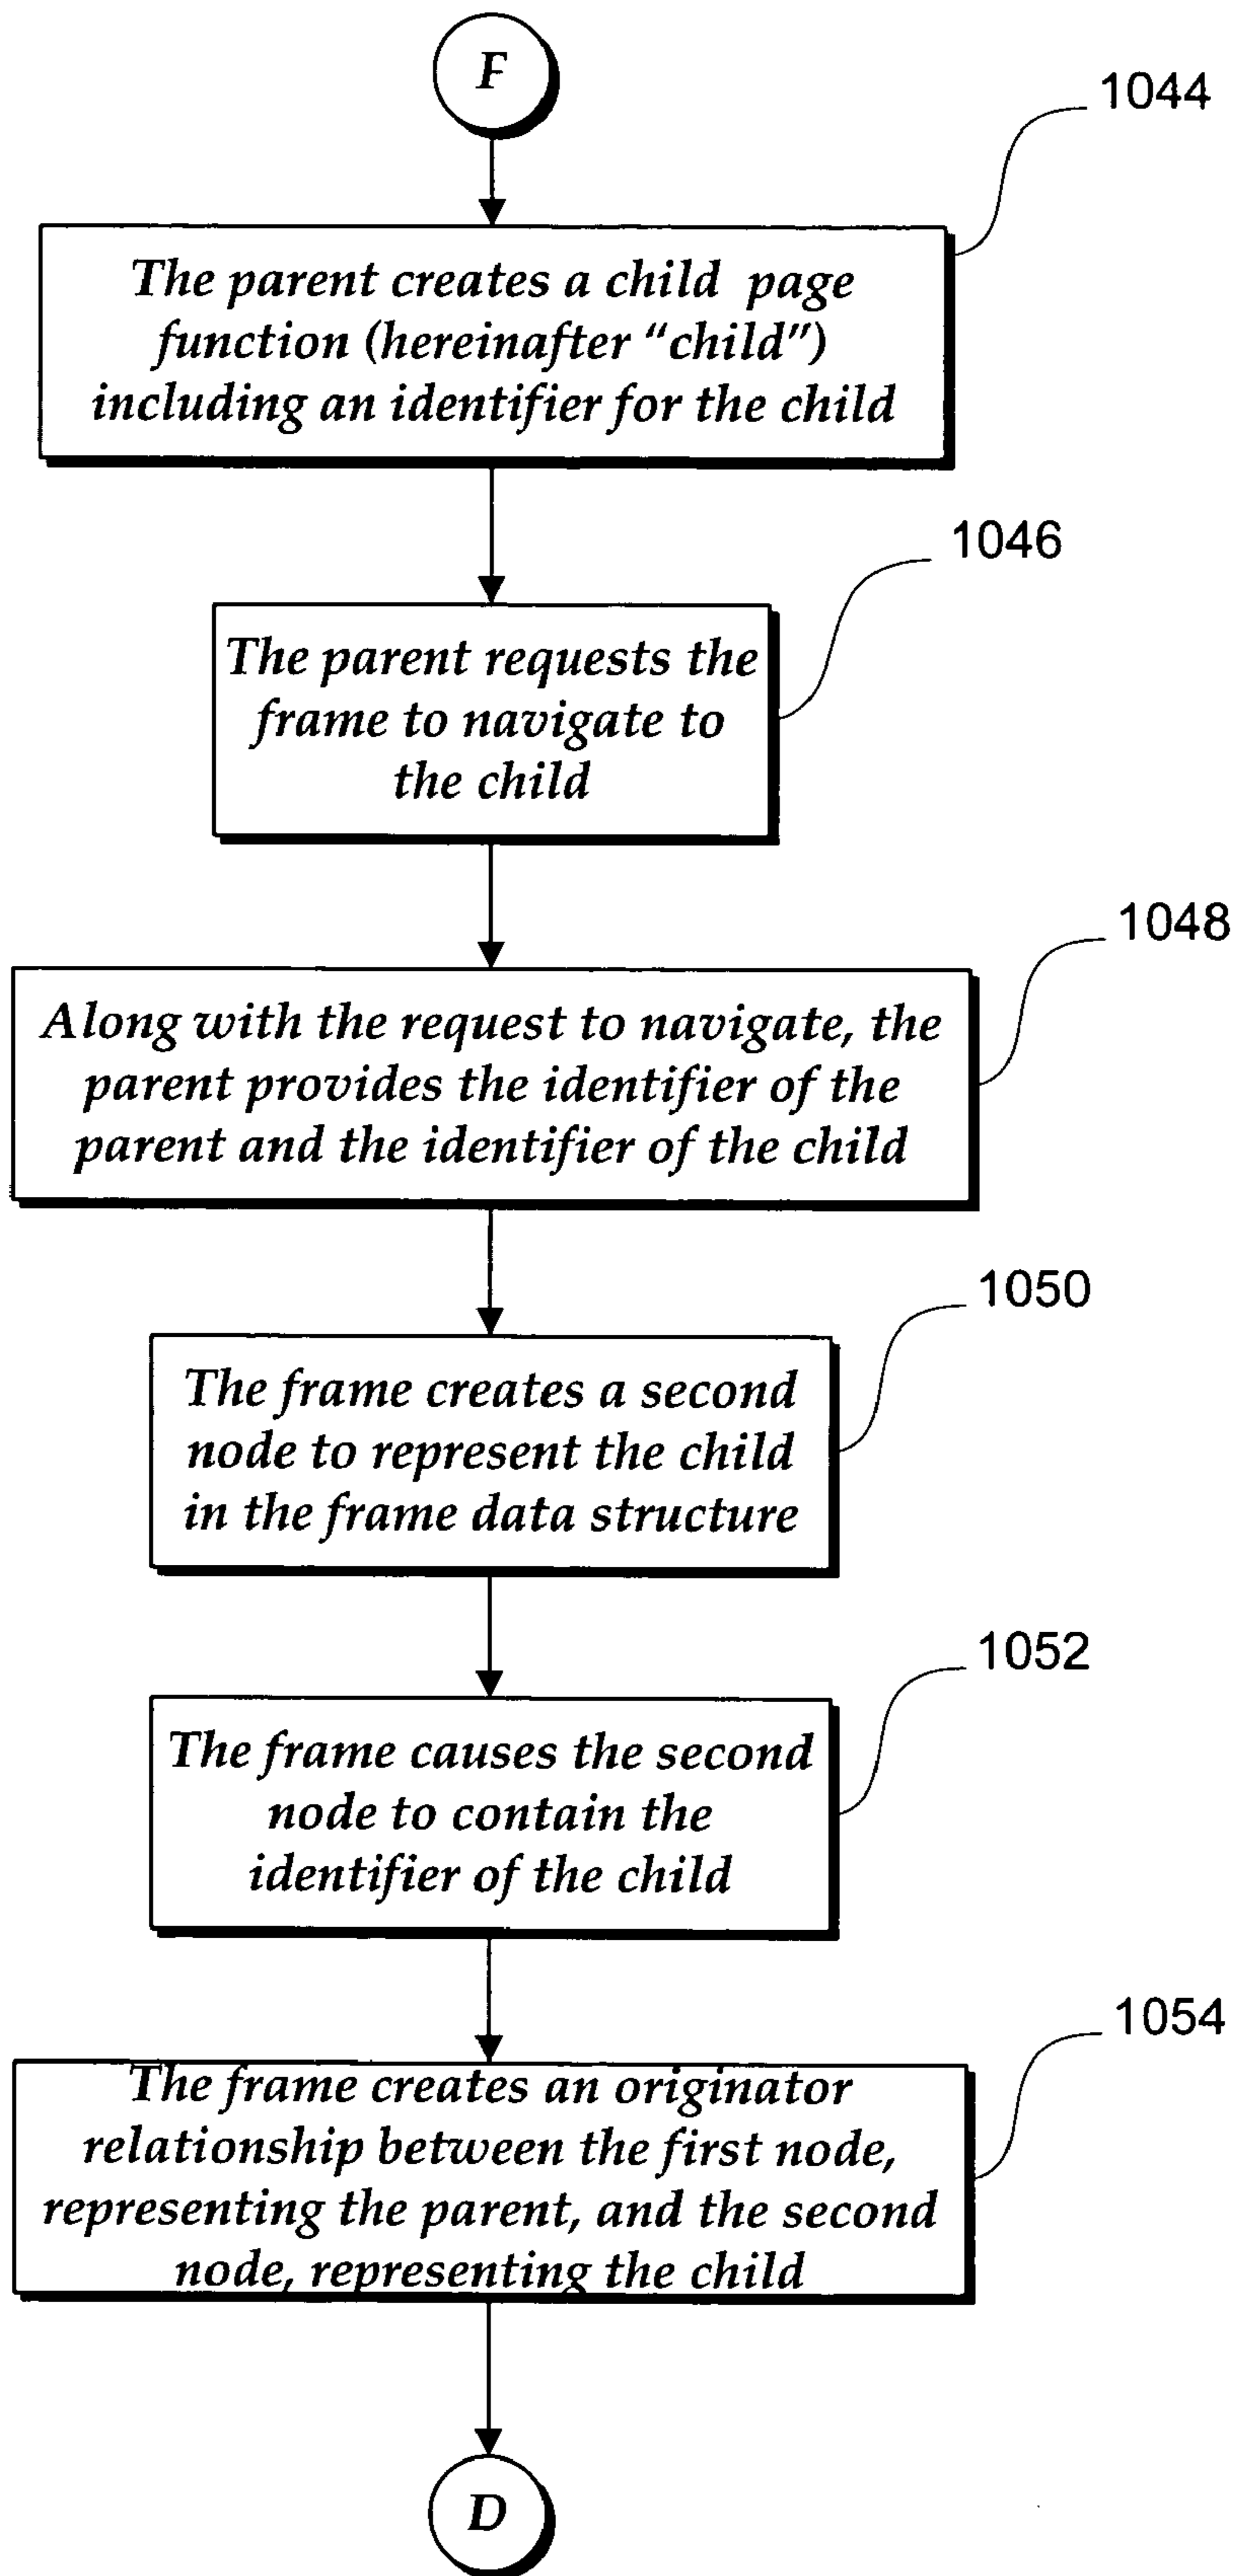 F
1044
The parent creates a child page
function (hereinafter "child")
including an identifier for the child
1046
The parent requests the
frame to navigate to
the child
1048
Along with the request to navigate, the
parent provides the identifier of the
parent and the identifier of the child
1050
The frame creates a second
node to represent the child
in the frame data structure
1052
The frame causes the second
node to contain the
identifier of the child
1054
The frame creates an originator
relationship between the first node,
representing the parent, and the second
node, representing the child
D